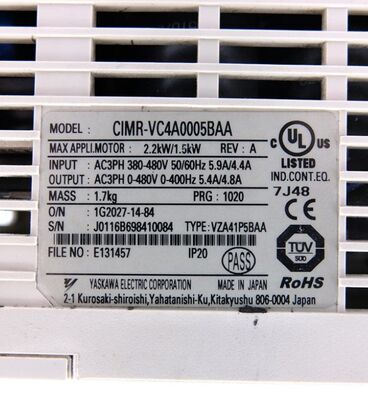 MODEL : CIMR-VC4A0005BAA
MAX APPLI.MOTOR : 2.2kW/1.5kW REV : A
INPUT : AC3PH 380-480V 50/60Hz 5.9A/4.4A
OUTPUT : AC3PH 0-480V 0-400Hz 5.4A/4.8A
MASS : 1.7kg PRG : 1020
O/N : 1G2027-14-84
S/N : J0116B698410084 TYPE: VZA41P5BAA
FILE NO : E131457 IP20 PASS
YASKAWA ELECTRIC CORPORATION
2-1 Kurosaki-shiroishi,Yahatanishi-Ku,Kitakyushu 806-0004 Japan
C UL US
LISTED
IND.CONT.EQ.
7J48
TÜV
SÜD
RoHS